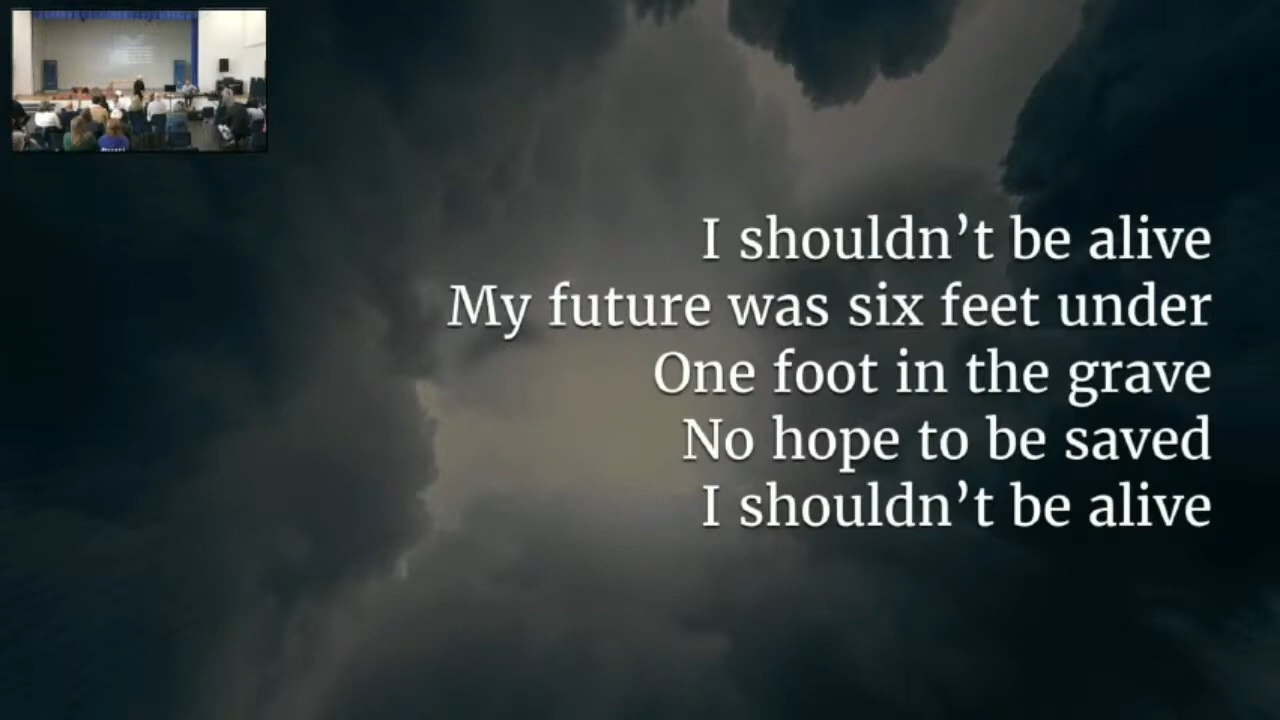 I shouldn’t be alive
My future was six feet under
One foot in the grave
No hope to be saved
I shouldn’t be alive